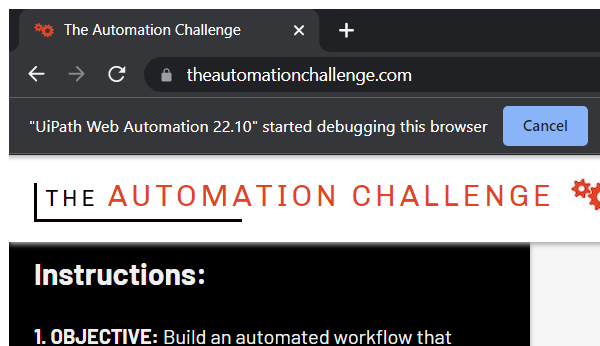 The Automation Challenge
theautomationchallenge.com
"UiPath Web Automation 22.10" started debugging this browser
Cancel
THE AUTOMATION CHALLENGE
Instructions:
1. OBJECTIVE: Build an automated workflow that